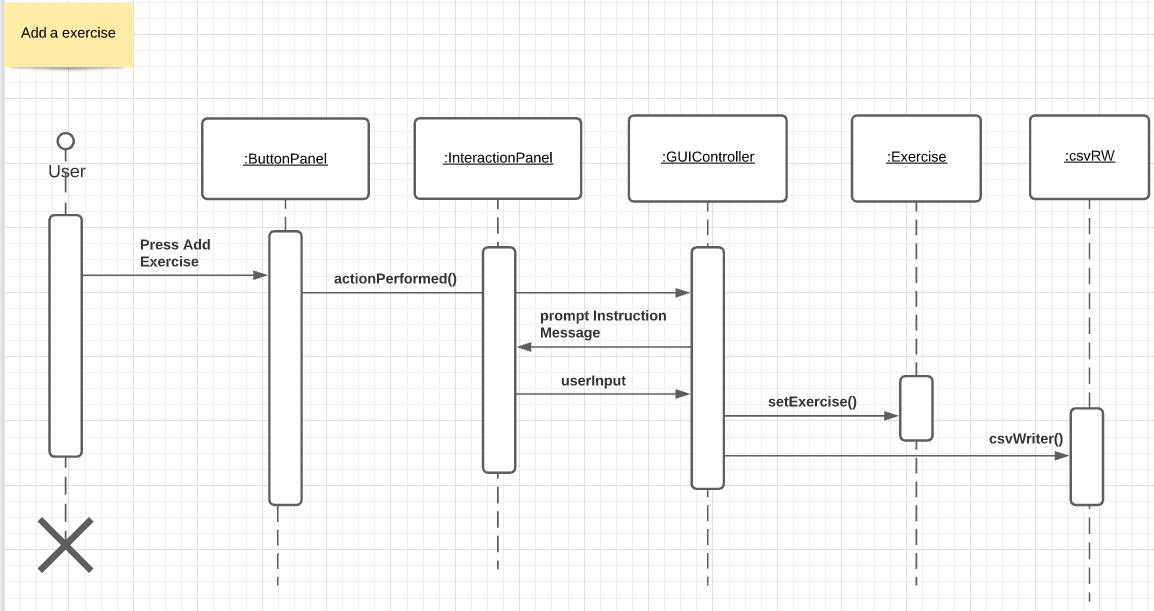 Add a exercise
User
:ButtonPanel
:InteractionPanel
:GUIController
:Exercise
:csvRW
Press Add
Exercise
actionPerformed()
prompt Instruction
Message
userInput
setExercise()
csvWriter()